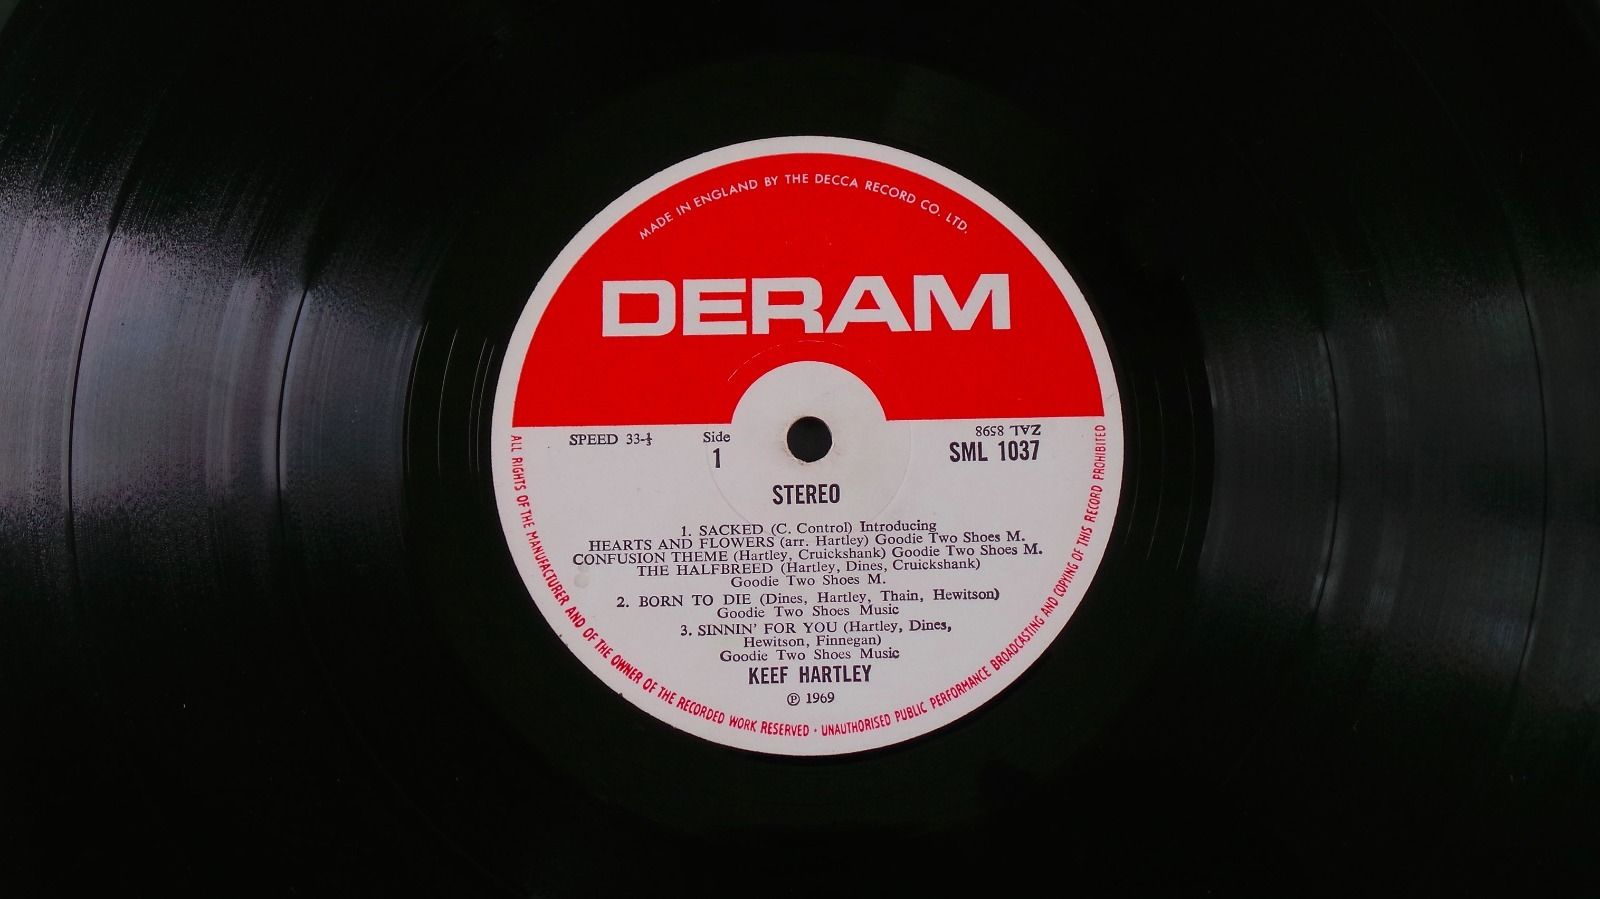 MADE IN ENGLAND BY THE DECCA RECORD CO. LTD.
DERAM
SPEED 33-⅓
Side
1
ZAL 8598
SML 1037
STEREO
1. SACKED (C. Control) Introducing
HEARTS AND FLOWERS (arr. Hartley) Goodie Two Shoes M.
CONFUSION THEME (Hartley, Cruickshank) Goodie Two Shoes M.
THE HALFBREED (Hartley, Dines, Cruickshank)
Goodie Two Shoes M.
2. BORN TO DIE (Dines, Hartley, Thain, Hewitson)
Goodie Two Shoes Music
3. SINNIN' FOR YOU (Hartley, Dines,
Hewitson, Finnegan)
Goodie Two Shoes Music
KEEF HARTLEY
℗ 1969
ALL RIGHTS OF THE MANUFACTURER AND OF THE OWNER OF THE RECORDED WORK RESERVED · UNAUTHORISED PUBLIC PERFORMANCE BROADCASTING AND COPYING OF THIS RECORD PROHIBITED